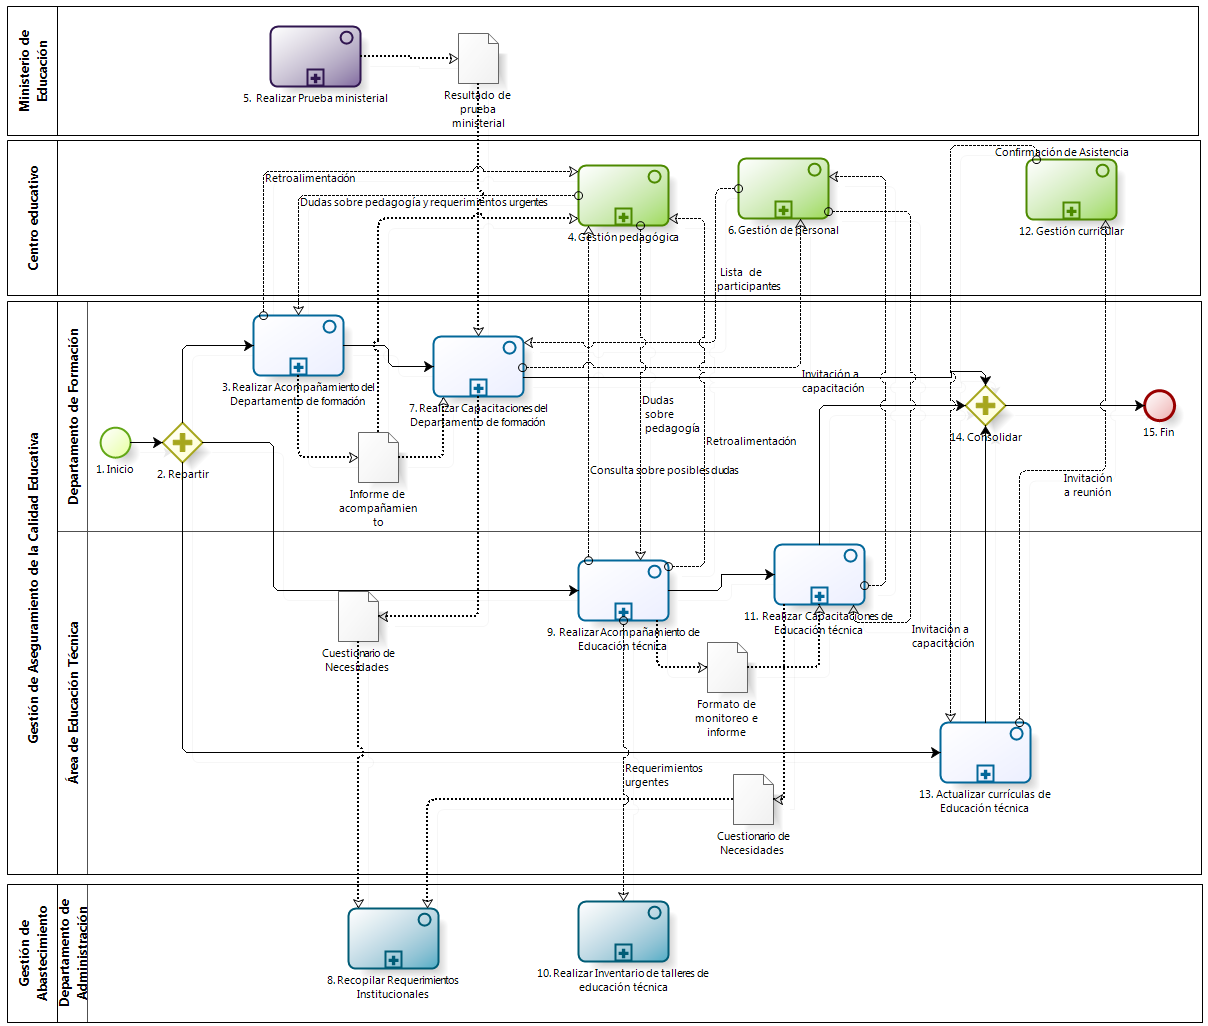 Ministerio de
Educación
5.  Realizar Prueba ministerial
Resultado de
prueba
ministerial
Centro educativo
Retroalimentación
Dudas sobre pedagogía y requerimientos urgentes
4. Gestión pedagógica
6. Gestión de personal
Confirmación de Asistencia
12. Gestión curricular
Lista  de
participantes
Gestión de Aseguramiento de la Calidad Educativa
Departamento de Formación
1. Inicio
2. Repartir
3. Realizar Acompañamiento del
Departamento de formación
7. Realizar Capacitaciones del
Departamento de formación
Informe de
acompañamien
to
Dudas
sobre
pedagogía
Retroalimentación
Consulta sobre posibles dudas
Invitación a
capacitación
14. Consolidar
15. Fin
Invitación
a reunión
Área de Educación Técnica
Cuestionario de
Necesidades
9. Realizar Acompañamiento de
Educación técnica
11. Realizar Capacitaciones de
Educación técnica
Invitación a
capacitación
Formato de
monitoreo e
informe
Requerimientos
urgentes
Cuestionario de
Necesidades
13. Actualizar currículas de
Educación técnica
Gestión de
Abastecimiento
Departamento de
Administración
8. Recopilar Requerimientos
Institucionales
10. Realizar Inventario de talleres de
educación técnica